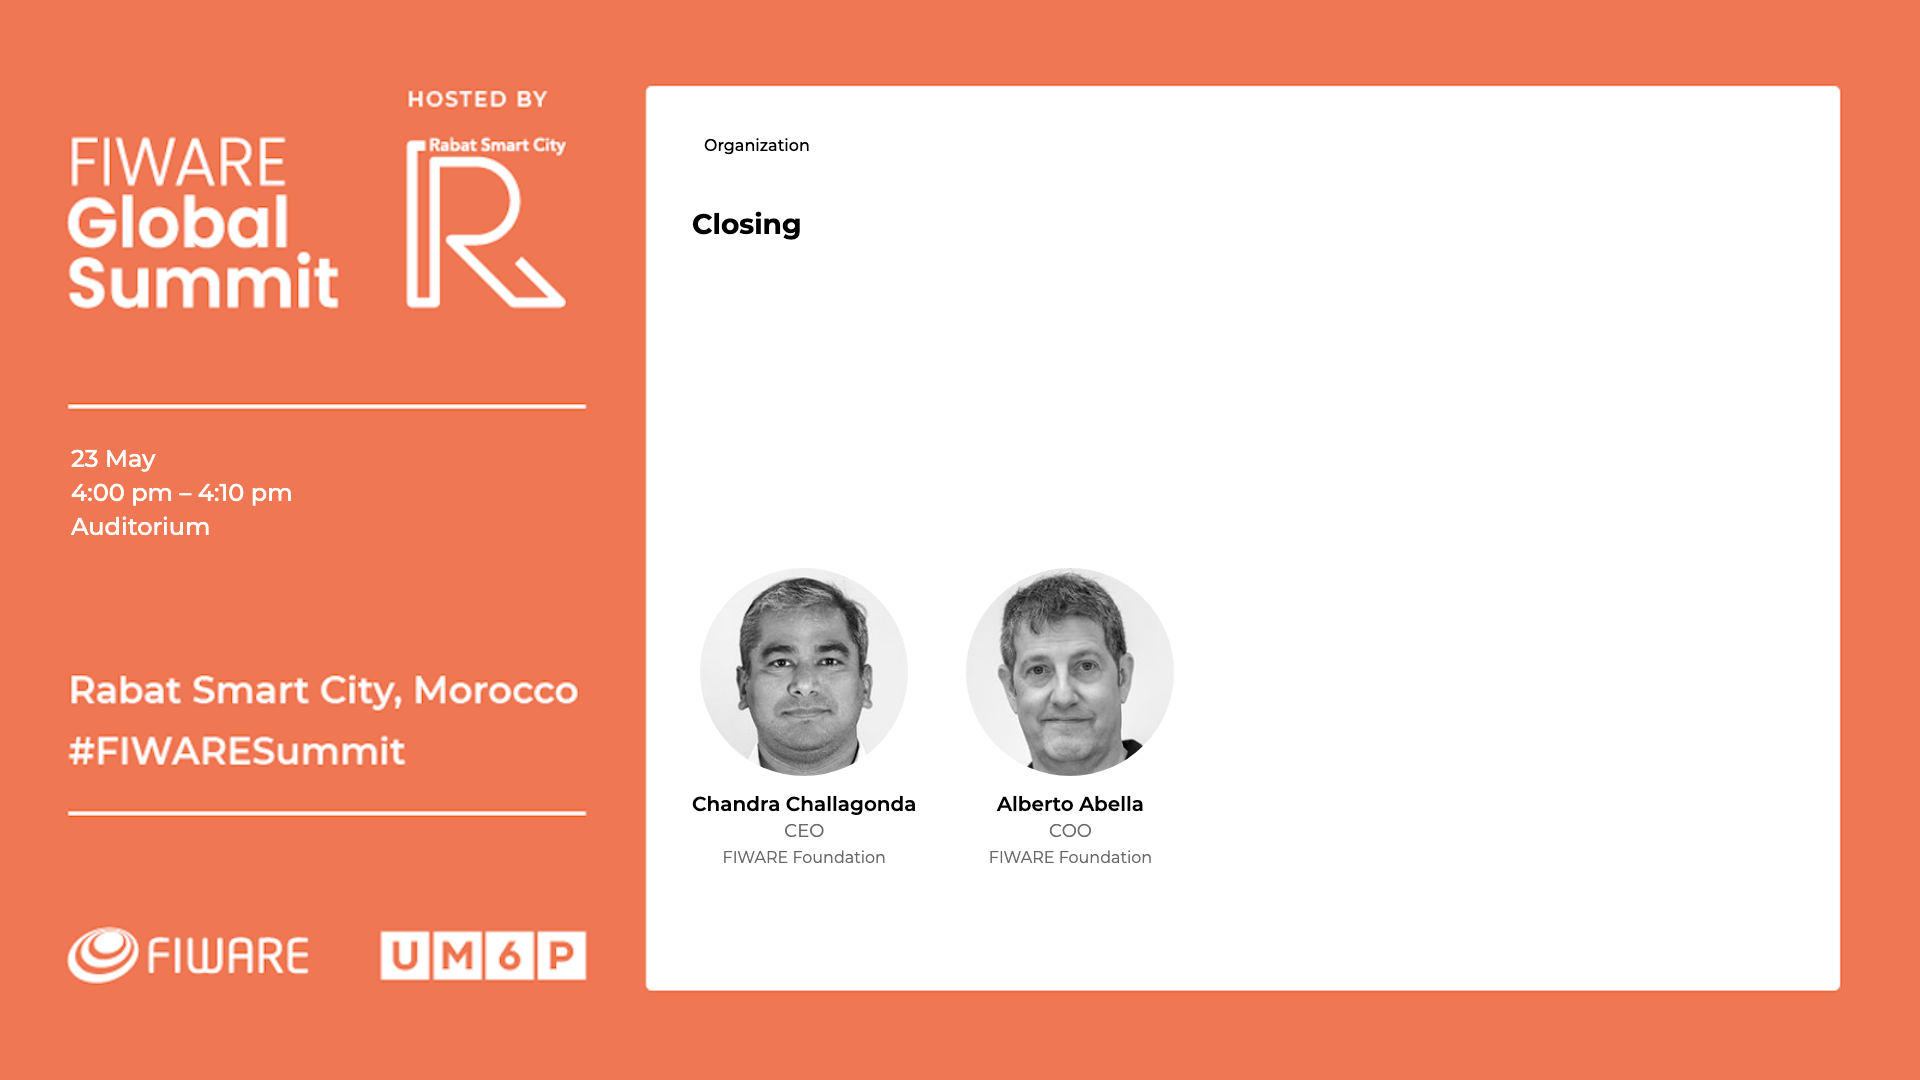 HOSTED BY
FIWARE
Global
Summit
Rabat Smart City
R
23 May
4:00 pm – 4:10 pm
Auditorium
Rabat Smart City, Morocco
#FIWARESummit
FIWARE
UM6P
Organization
Closing
Chandra Challagonda
CEO
FIWARE Foundation
Alberto Abella
COO
FIWARE Foundation